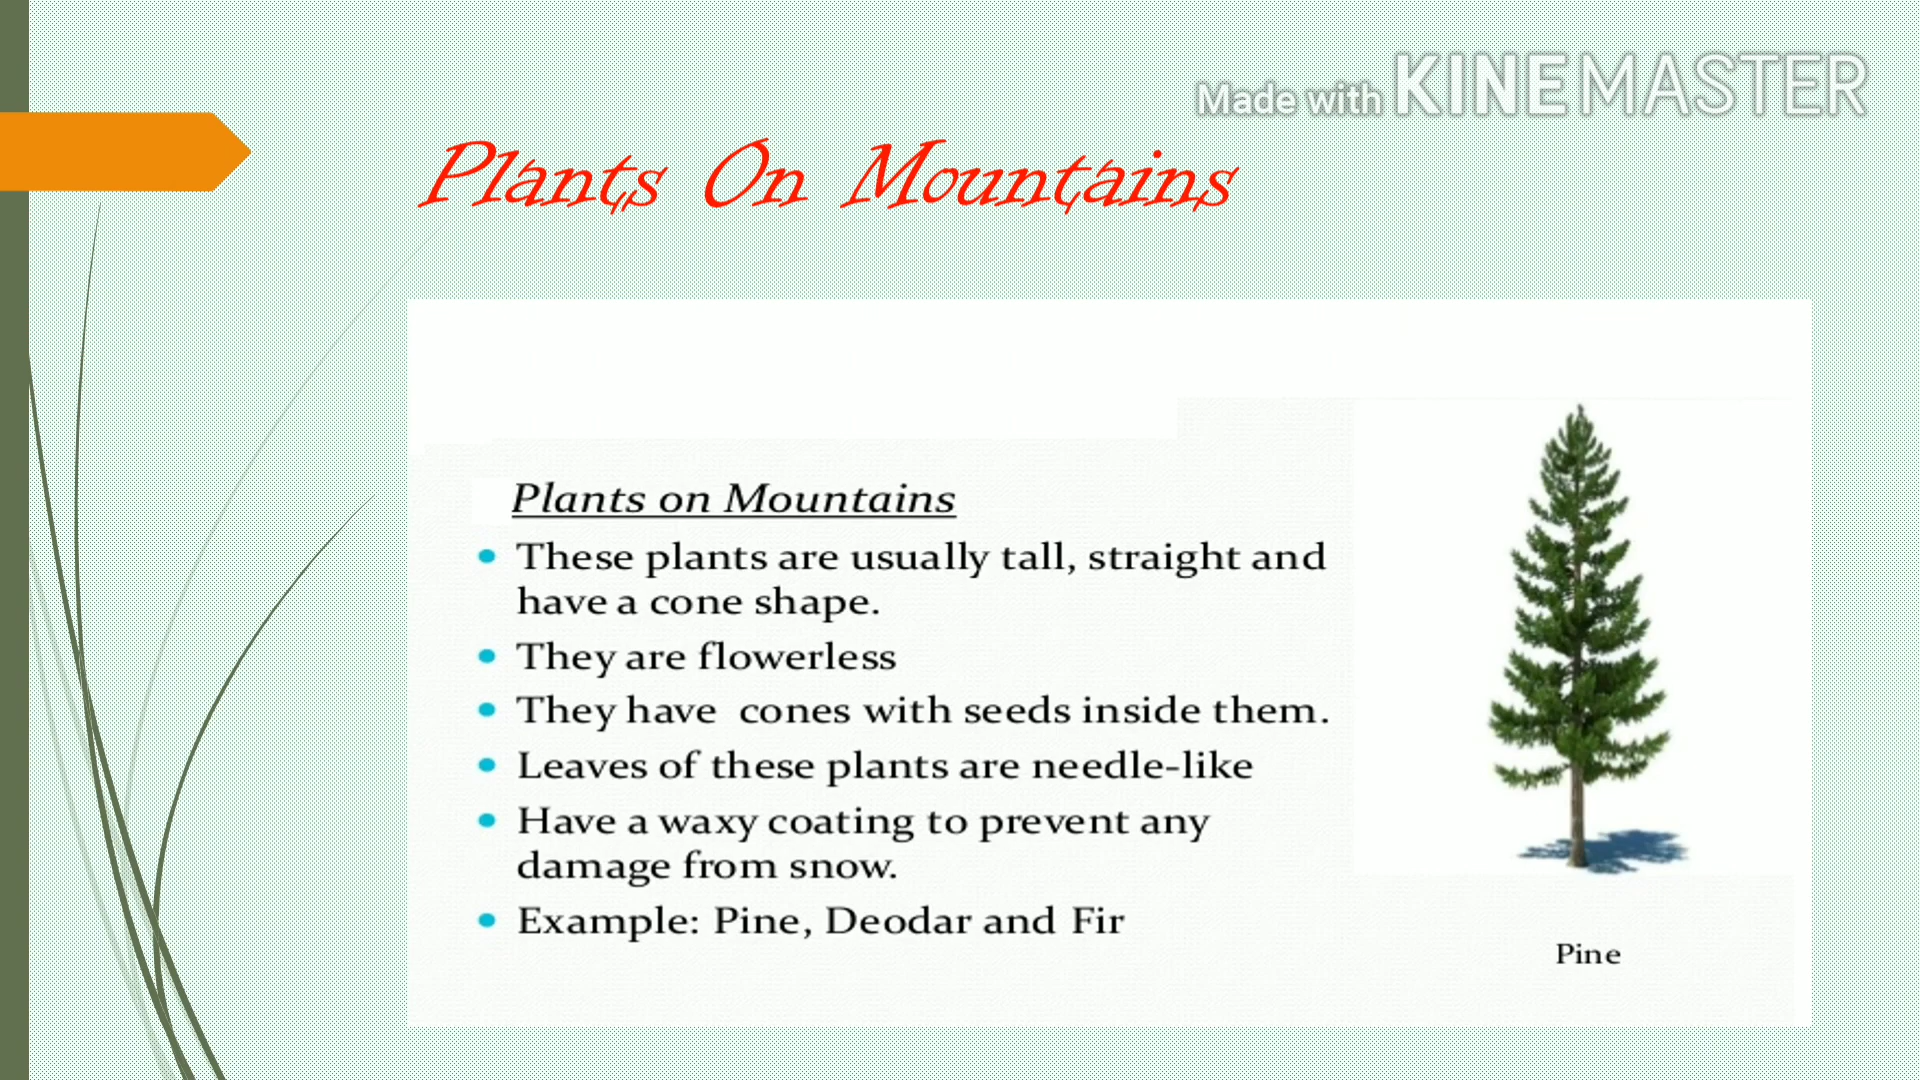 Made with KINEMASTER
Plants On Mountains
Plants on Mountains
• These plants are usually tall, straight and
have a cone shape.
• They are flowerless
• They have cones with seeds inside them.
• Leaves of these plants are needle-like
• Have a waxy coating to prevent any
damage from snow.
• Example: Pine, Deodar and Fir
Pine